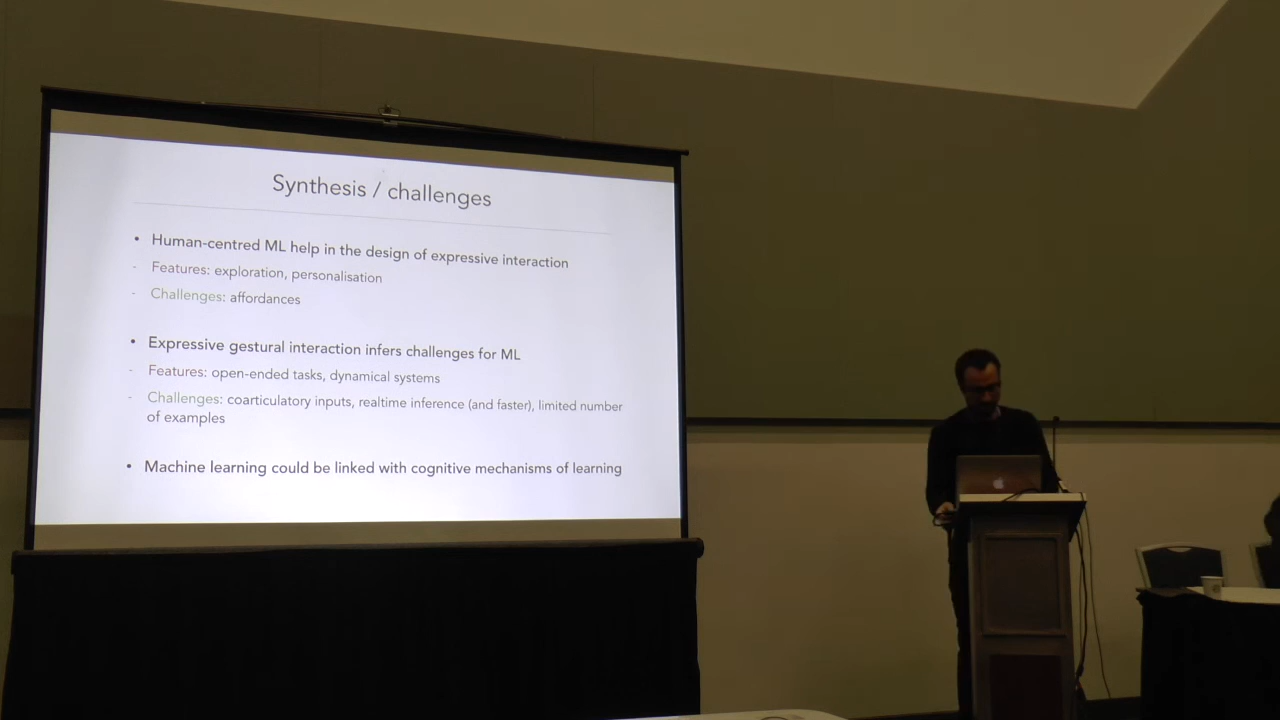 Synthesis / challenges
• Human-centred ML help in the design of expressive interaction
- Features: exploration, personalisation
- Challenges: affordances
• Expressive gestural interaction infers challenges for ML
- Features: open-ended tasks, dynamical systems
- Challenges: coarticulatory inputs, realtime inference (and faster), limited number
of examples
• Machine learning could be linked with cognitive mechanisms of learning